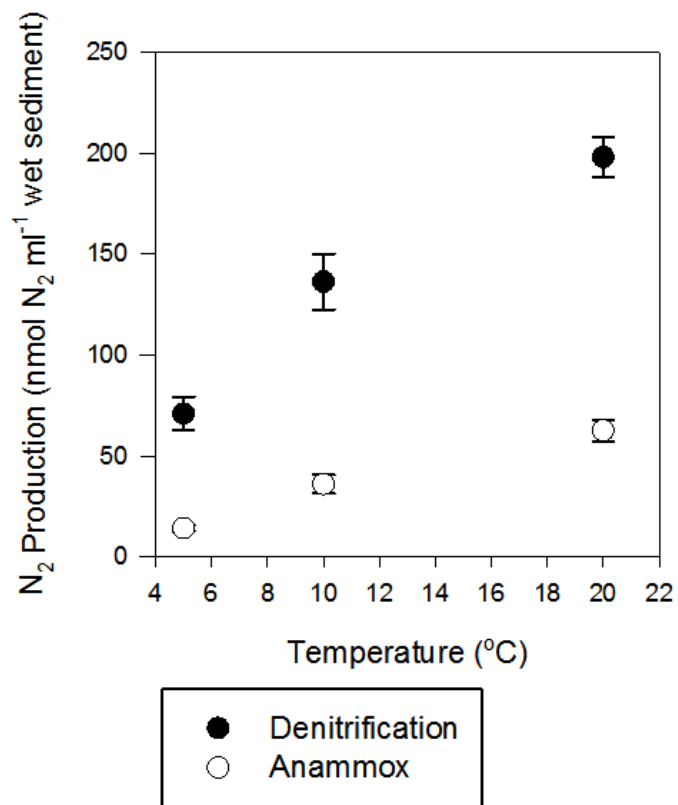 N₂ Production (nmol N₂ ml⁻¹ wet sediment)
250
200
150
100
50
0
4 6 8 10 12 14 16 18 20 22
Temperature (°C)
Denitrification
Anammox